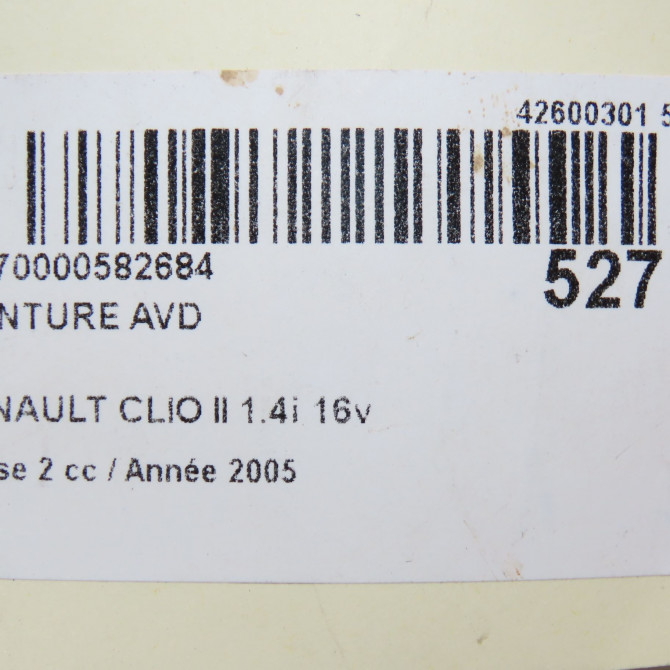 42600301 5
70000582684
527
NTURE AVD
NAULT CLIO II 1.4i 16v
se 2 cc / Année 2005